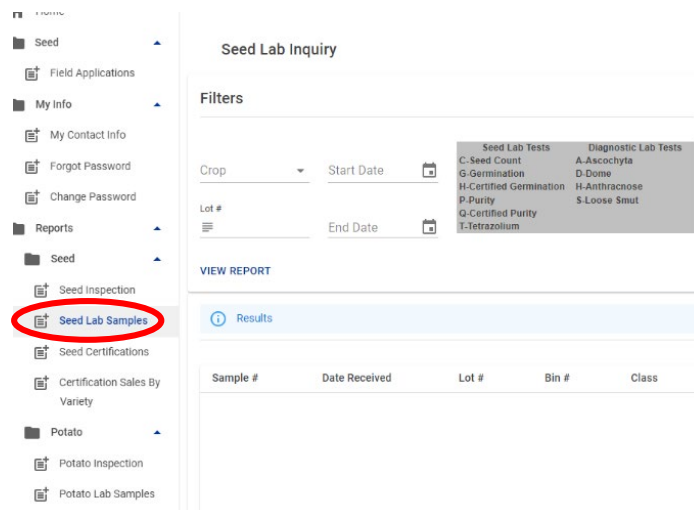 Home
Seed
Field Applications
My Info
My Contact Info
Forgot Password
Change Password
Reports
Seed
Seed Inspection
Seed Lab Samples
Seed Certifications
Certification Sales By
Variety
Potato
Potato Inspection
Potato Lab Samples
Seed Lab Inquiry
Filters
Crop
Start Date
Lot #
End Date
Seed Lab Tests
C-Seed Count
G-Germination
H-Certified Germination
P-Purity
Q-Certified Purity
T-Tetrazolium
Diagnostic Lab Tests
A-Ascochyta
D-Dome
H-Anthracnose
S-Loose Smut
VIEW REPORT
Results
Sample # Date Received Lot # Bin # Class